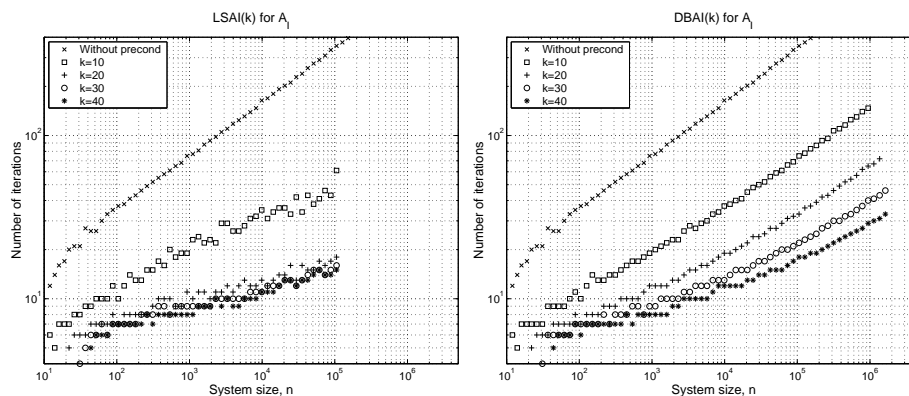 LSAI(k) for A_l
Number of iterations
10^2
10^1
Without precond
k=10
k=20
k=30
k=40
10^1 10^2 10^3 10^4 10^5 10^6
System size, n
DBAI(k) for A_l
Number of iterations
10^2
10^1
Without precond
k=10
k=20
k=30
k=40
10^1 10^2 10^3 10^4 10^5 10^6
System size, n